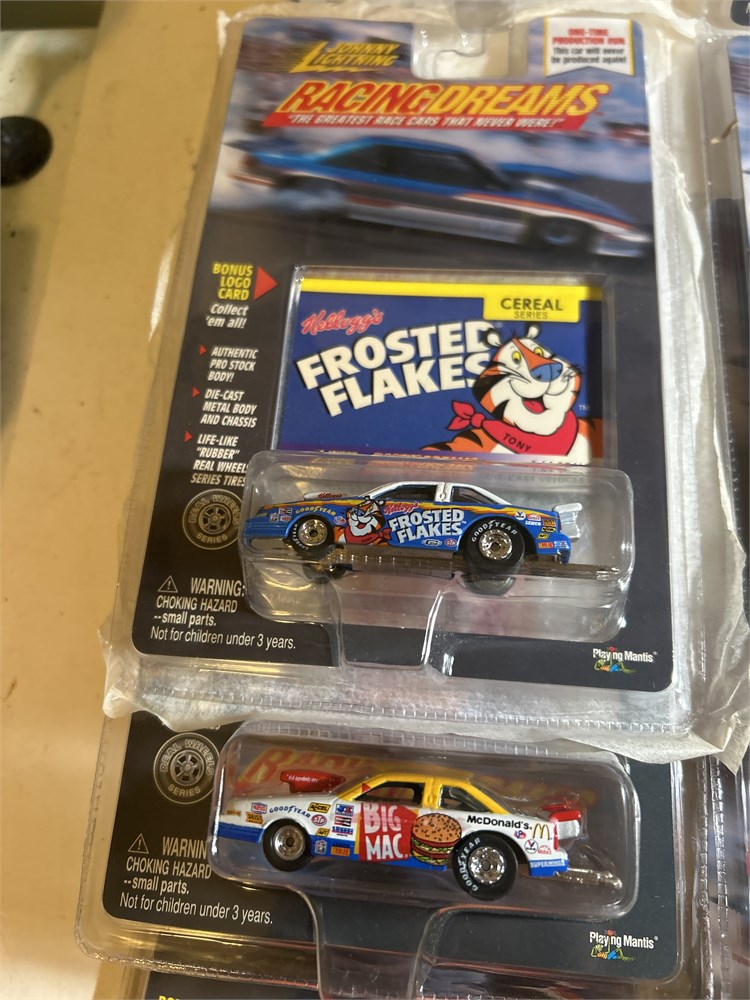 JOHNNY
LIGHTNING
ONE-TIME
PRODUCTION RUN
This car will never
be produced again!
RACING DREAMS
"THE GREATEST RACE CARS THAT NEVER WERE!"
BONUS
LOGO
CARD
Collect
'em all!
AUTHENTIC
PRO STOCK
BODY!
DIE-CAST
METAL BODY
AND CHASSIS
LIFE-LIKE
"RUBBER"
REAL WHEELS
SERIES TIRES
REAL WHEELS
SERIES
CEREAL
SERIES
Kellogg's
FROSTED
FLAKES
TM
TONY
GOODYEAR
Kellogg's
FROSTED
FLAKES
GOODYEAR
WARNING:
CHOKING HAZARD
--small parts.
Not for children under 3 years.
Playing Mantis
REAL WHEELS
SERIES
GOODYEAR
STP
BIG
MAC
McDonald's
GOODYEAR
WARNIN
CHOKING HAZARD
--small parts.
Not for children under 3 years.
Playing Mantis